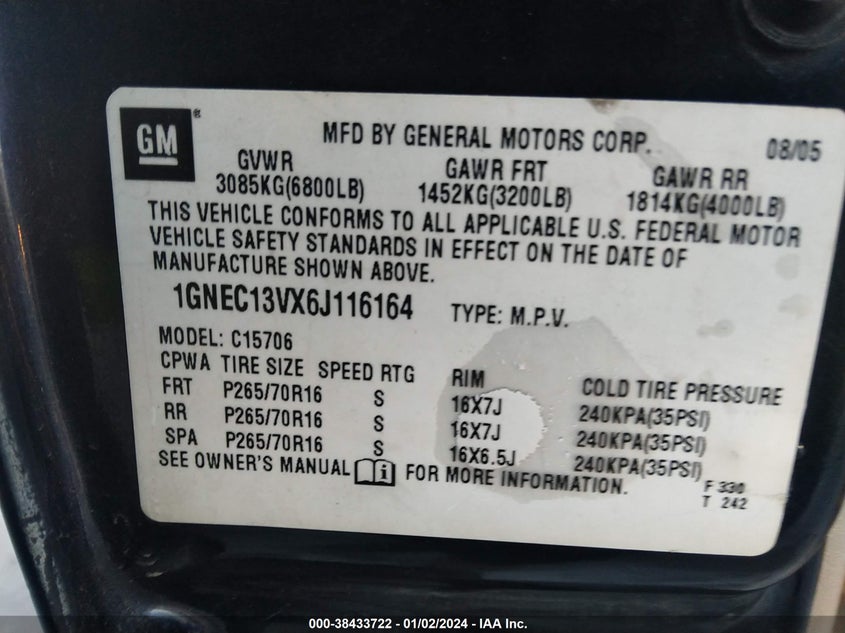 GM ®
MFD BY GENERAL MOTORS CORP. 08/05
GVWR GAWR FRT GAWR RR
3085KG(6800LB) 1452KG(3200LB) 1814KG(4000LB)
THIS VEHICLE CONFORMS TO ALL APPLICABLE U.S. FEDERAL MOTOR
VEHICLE SAFETY STANDARDS IN EFFECT ON THE DATE OF
MANUFACTURE SHOWN ABOVE.
1GNEC13VX6J116164 TYPE: M.P.V.
MODEL: C15706
CPWA TIRE SIZE SPEED RTG RIM COLD TIRE PRESSURE
FRT P265/70R16 S 16X7J 240KPA(35PSI)
RR P265/70R16 S 16X7J 240KPA(35PSI)
SPA P265/70R16 S 16X6.5J 240KPA(35PSI)
SEE OWNER'S MANUAL i FOR MORE INFORMATION.
F 330
T 242
000-38433722 - 01/02/2024 - IAA Inc.